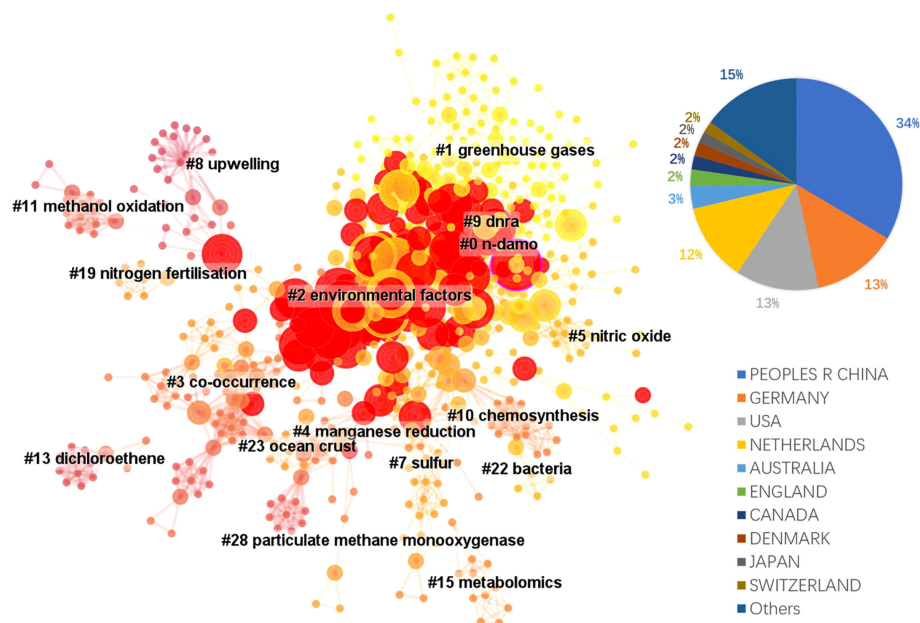 #1 greenhouse gases
#8 upwelling
#11 methanol oxidation
#9 dnra
#0 n-damo
#19 nitrogen fertilisation
#2 environmental factors
#5 nitric oxide
#3 co-occurrence
#10 chemosynthesis
#4 manganese reduction
#23 ocean crust
#13 dichloroethene
#7 sulfur
#22 bacteria
#28 particulate methane monooxygenase
#15 metabolomics
15%
34%
2%
2%
2%
2%
2%
3%
12%
13%
13%
PEOPLES R CHINA
GERMANY
USA
NETHERLANDS
AUSTRALIA
ENGLAND
CANADA
DENMARK
JAPAN
SWITZERLAND
Others